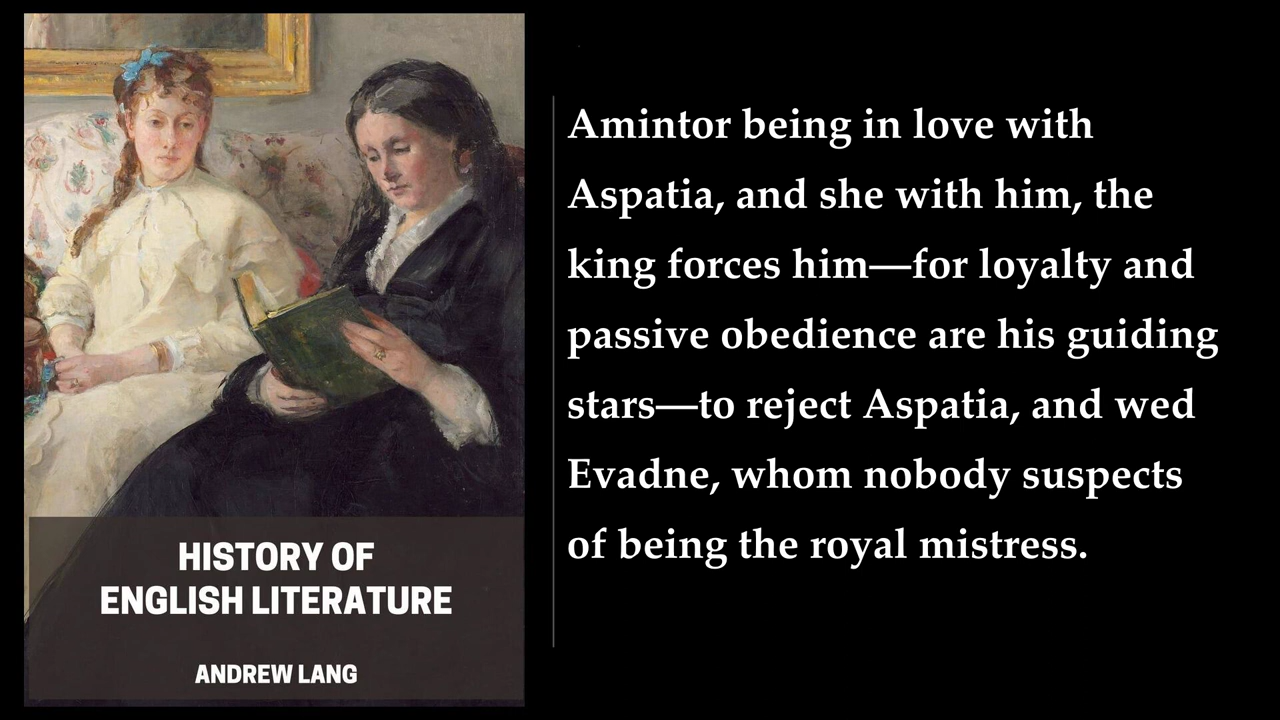 HISTORY OF
ENGLISH LITERATURE
ANDREW LANG
Amintor being in love with
Aspatia, and she with him, the
king forces him—for loyalty and
passive obedience are his guiding
stars—to reject Aspatia, and wed
Evadne, whom nobody suspects
of being the royal mistress.